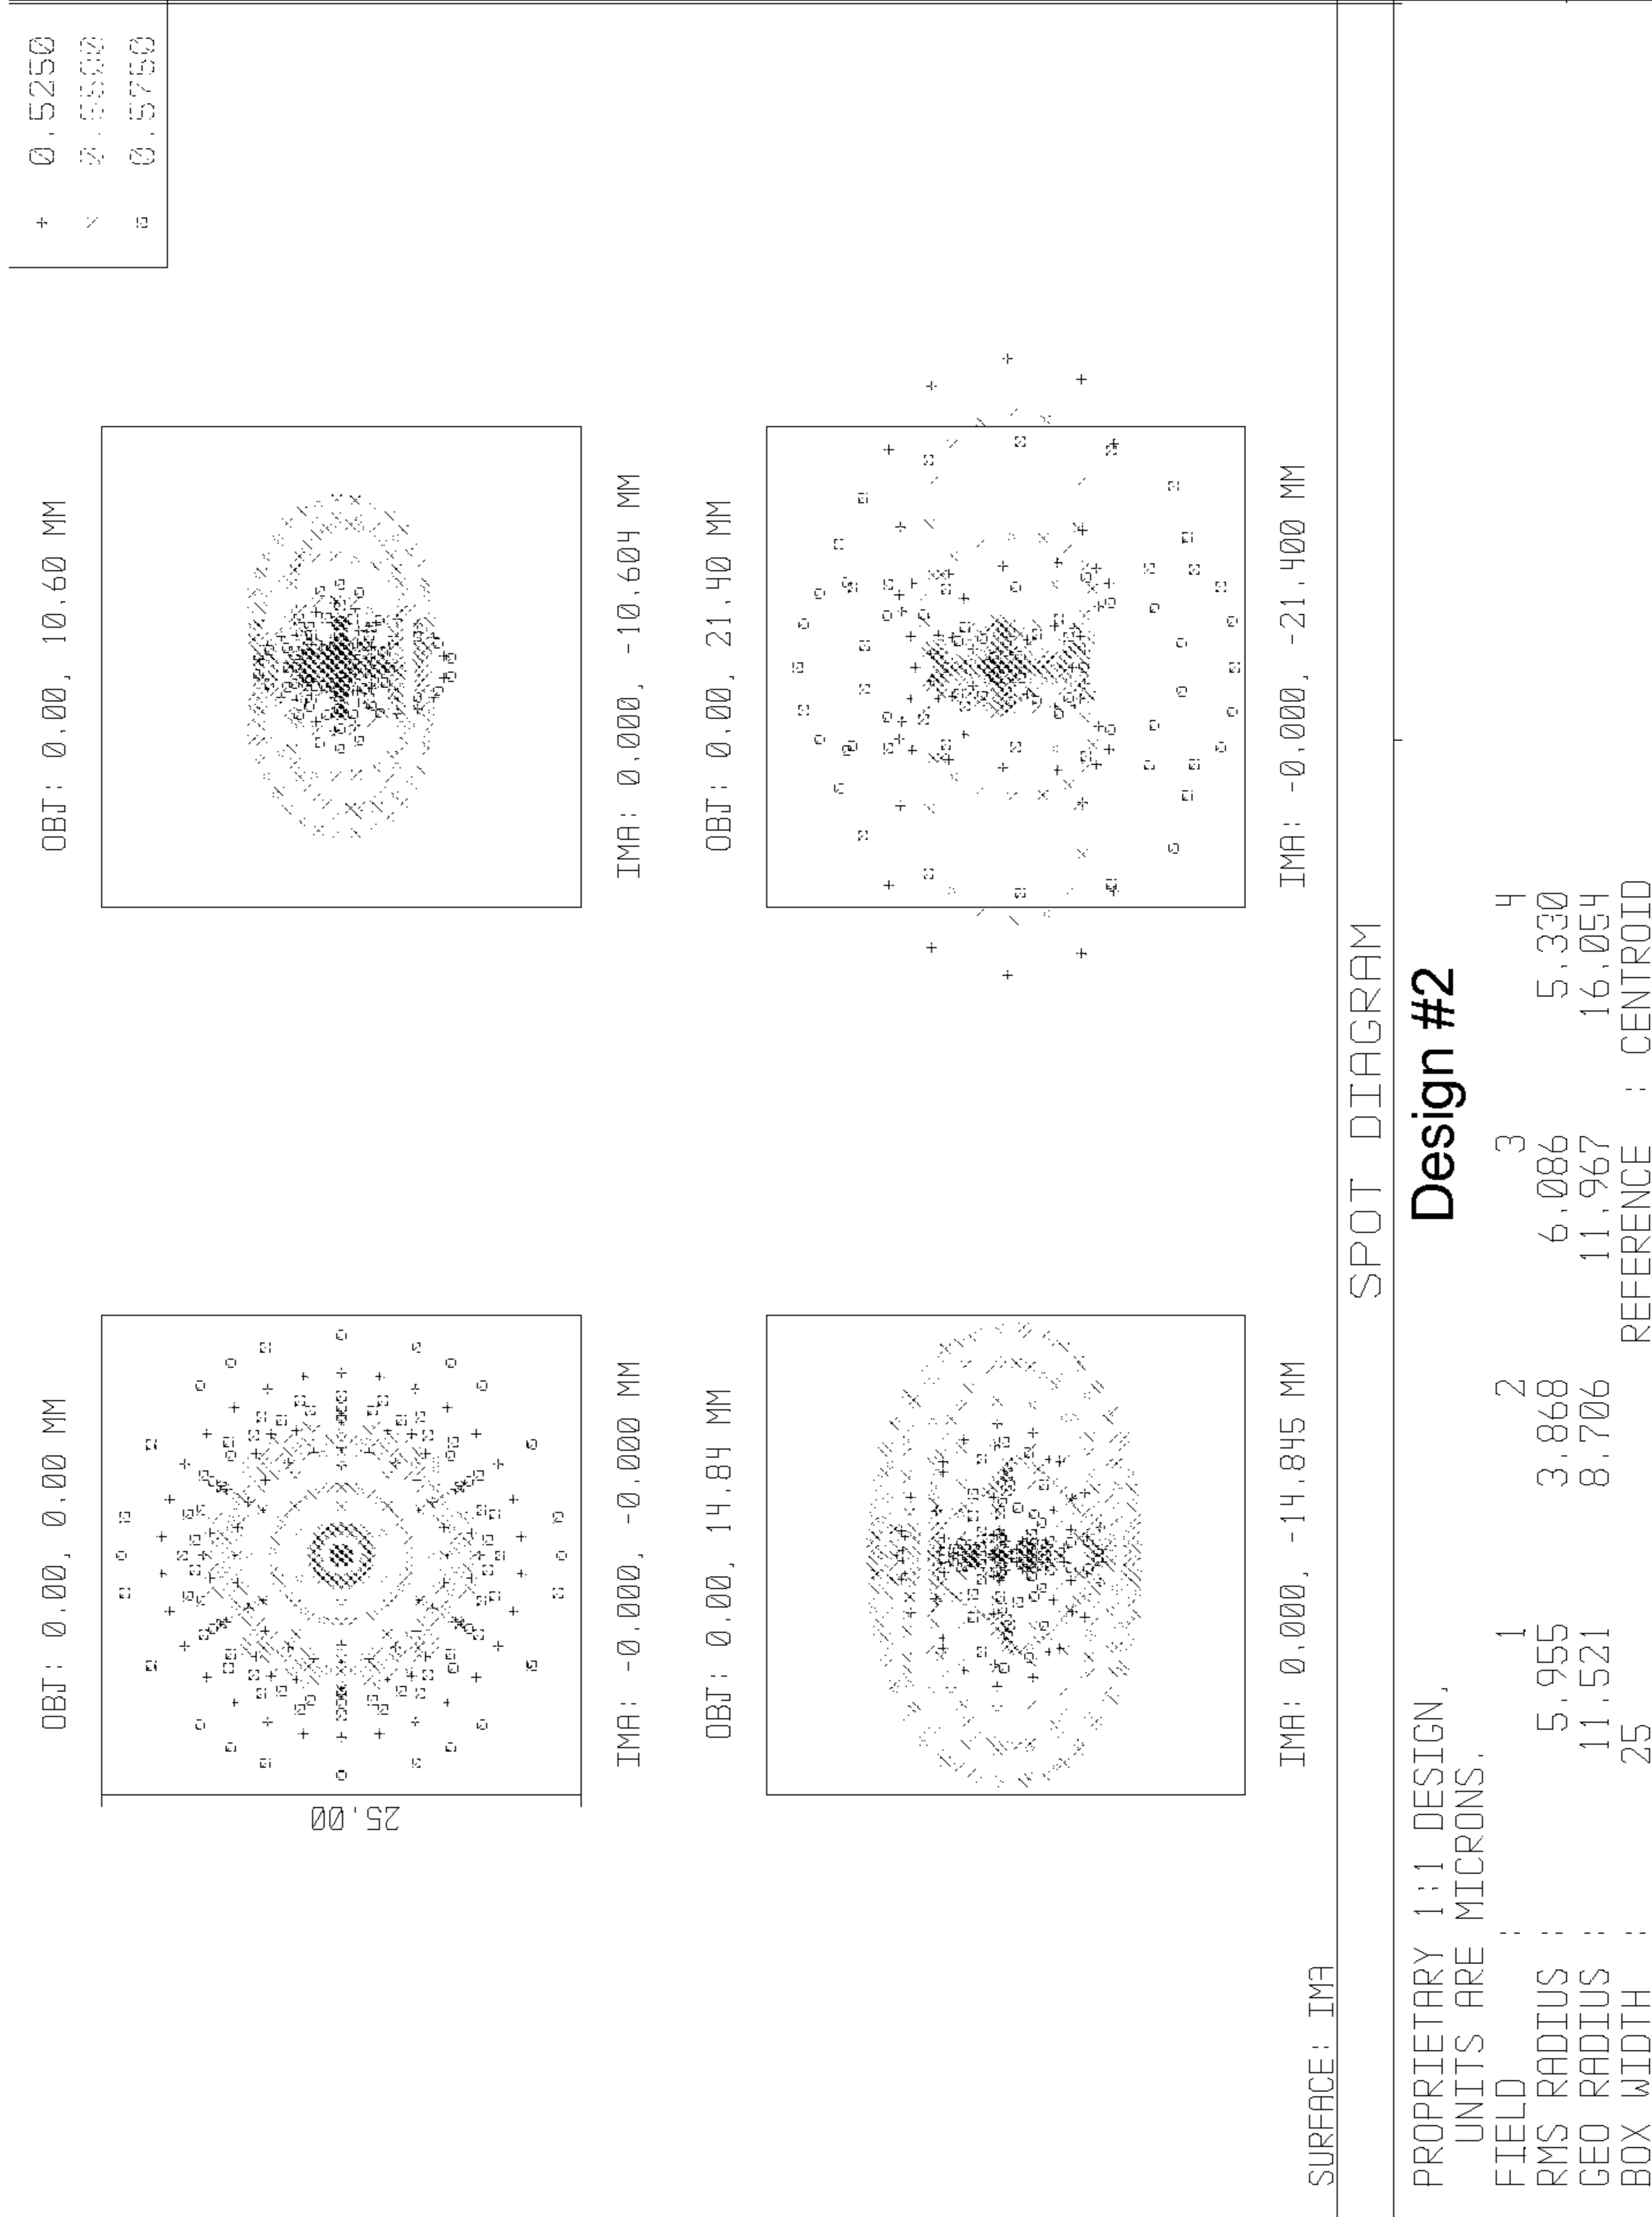 + 0.5250
× 0.5500
□ 0.5750
OBJ: 0.00, 0.00 MM
OBJ: 0.00, 10.60 MM
25.00
IMA: -0.000, -0.000 MM
IMA: 0.000, -10.604 MM
OBJ: 0.00, 14.84 MM
OBJ: 0.00, 21.40 MM
IMA: 0.000, -14.845 MM
IMA: -0.000, -21.400 MM
SURFACE: IMA
SPOT DIAGRAM
Design #2
PROPRIETARY 1:1 DESIGN,
UNITS ARE MICRONS.
FIELD : 1 2 3 4
RMS RADIUS : 5.955 3.868 6.086 5.330
GEO RADIUS : 11.521 8.706 11.967 16.054
BOX WIDTH : 25 REFERENCE : CENTROID